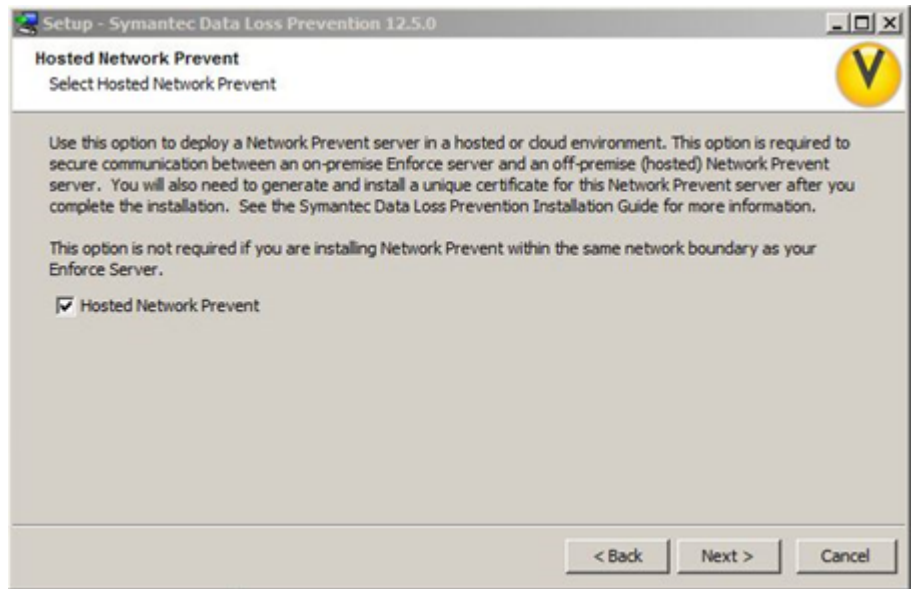 Setup - Symantec Data Loss Prevention 12.5.0
Hosted Network Prevent
Select Hosted Network Prevent
V
Use this option to deploy a Network Prevent server in a hosted or cloud environment. This option is required to
secure communication between an on-premise Enforce server and an off-premise (hosted) Network Prevent
server. You will also need to generate and install a unique certificate for this Network Prevent server after you
complete the installation. See the Symantec Data Loss Prevention Installation Guide for more information.
This option is not required if you are installing Network Prevent within the same network boundary as your
Enforce Server.
Hosted Network Prevent
< Back Next > Cancel